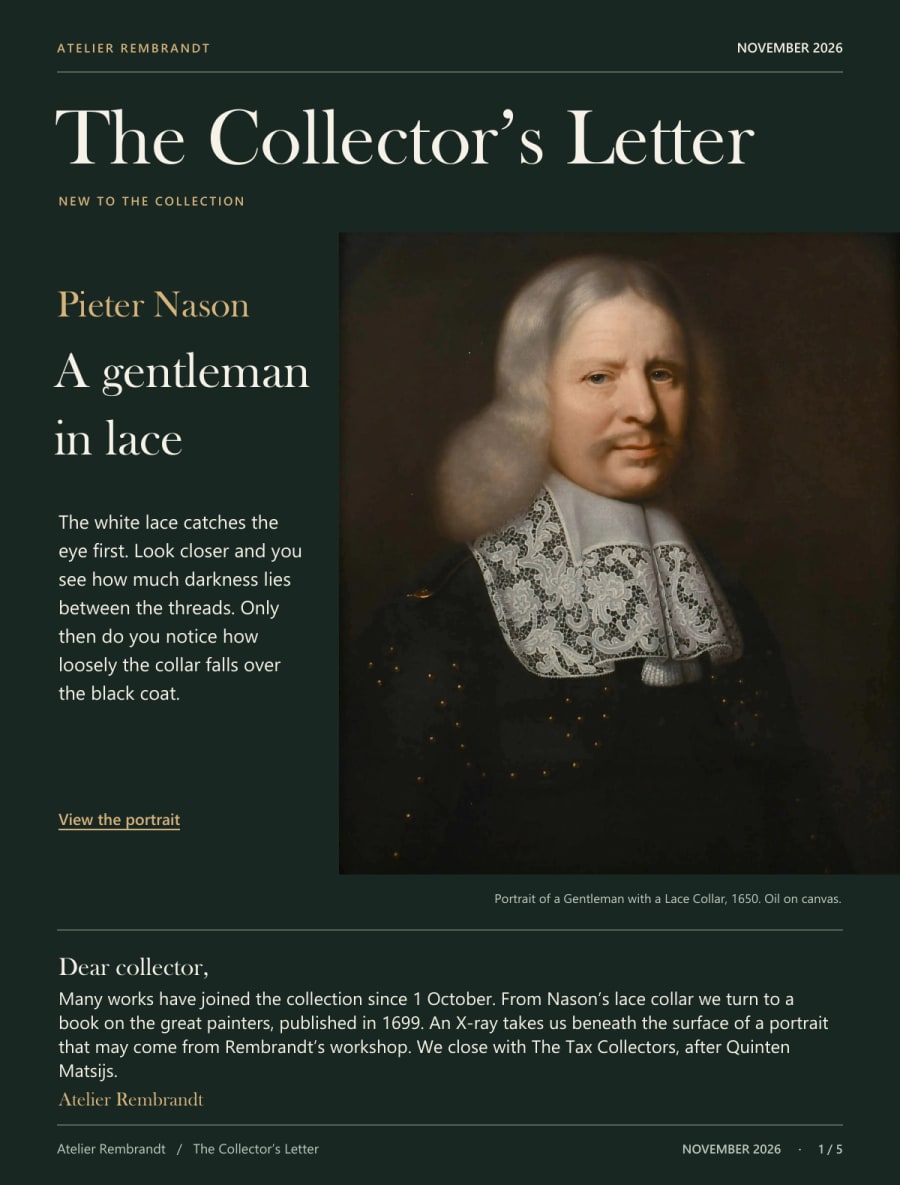 ATELIER REMBRANDT
NOVEMBER 2026
The Collector’s Letter
NEW TO THE COLLECTION
Pieter Nason
A gentleman
in lace
The white lace catches the
eye first. Look closer and you
see how much darkness lies
between the threads. Only
then do you notice how
loosely the collar falls over
the black coat.
View the portrait
Portrait of a Gentleman with a Lace Collar, 1650. Oil on canvas.
Dear collector,
Many works have joined the collection since 1 October. From Nason’s lace collar we turn to a
book on the great painters, published in 1699. An X-ray takes us beneath the surface of a portrait
that may come from Rembrandt’s workshop. We close with The Tax Collectors, after Quinten
Matsijs.
Atelier Rembrandt
Atelier Rembrandt / The Collector’s Letter
NOVEMBER 2026 · 1 / 5